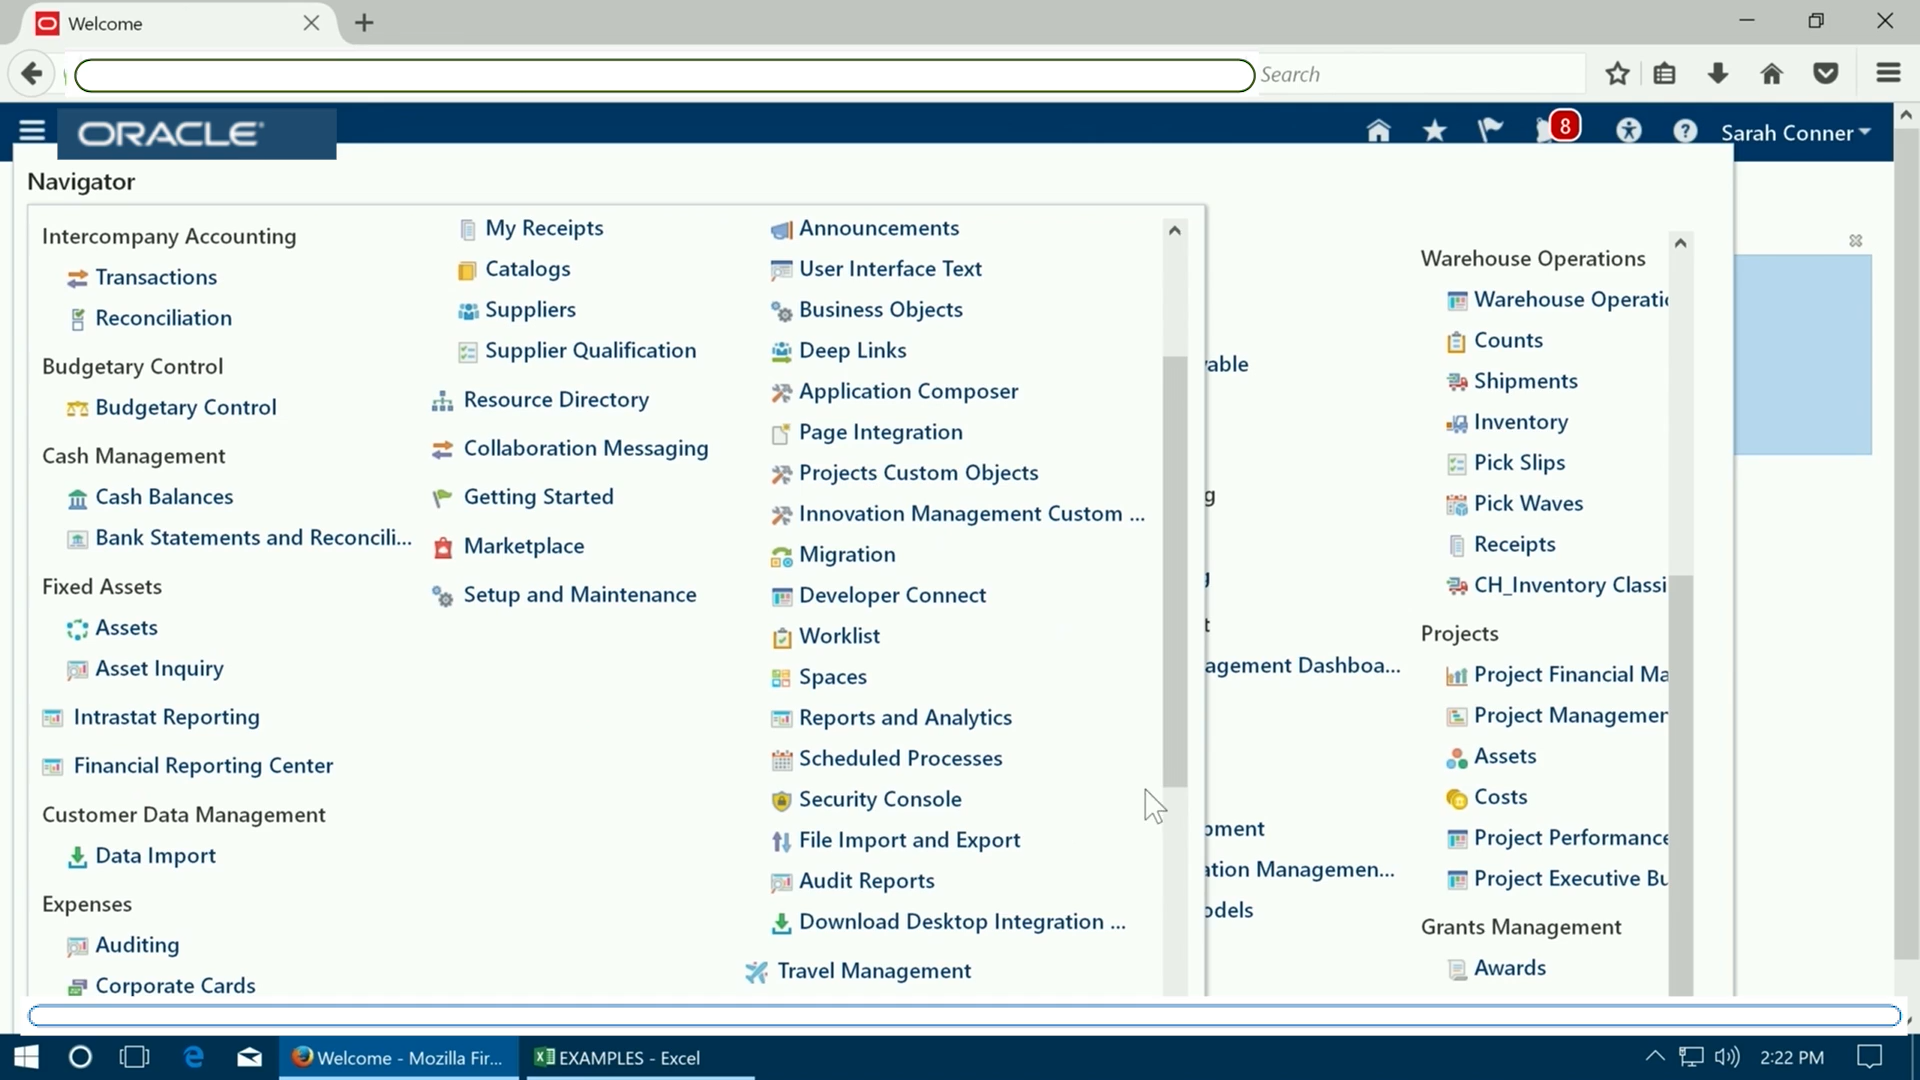 Welcome
Search
ORACLE
8
Sarah Conner
Navigator
Intercompany Accounting
Transactions
Reconciliation
Budgetary Control
Budgetary Control
Cash Management
Cash Balances
Bank Statements and Reconcili...
Fixed Assets
Assets
Asset Inquiry
Intrastat Reporting
Financial Reporting Center
Customer Data Management
Data Import
Expenses
Auditing
Corporate Cards
My Receipts
Catalogs
Suppliers
Supplier Qualification
Resource Directory
Collaboration Messaging
Getting Started
Marketplace
Setup and Maintenance
Announcements
User Interface Text
Business Objects
Deep Links
Application Composer
Page Integration
Projects Custom Objects
Innovation Management Custom ...
Migration
Developer Connect
Worklist
Spaces
Reports and Analytics
Scheduled Processes
Security Console
File Import and Export
Audit Reports
Download Desktop Integration ...
Travel Management
vable
g
g
t
agement Dashboa...
pment
ation Managemen...
odels
Warehouse Operations
Warehouse Operatio
Counts
Shipments
Inventory
Pick Slips
Pick Waves
Receipts
CH_Inventory Classi
Projects
Project Financial Ma
Project Managemen
Assets
Costs
Project Performance
Project Executive Bu
Grants Management
Awards
Welcome - Mozilla Fir...
EXAMPLES - Excel
2:22 PM